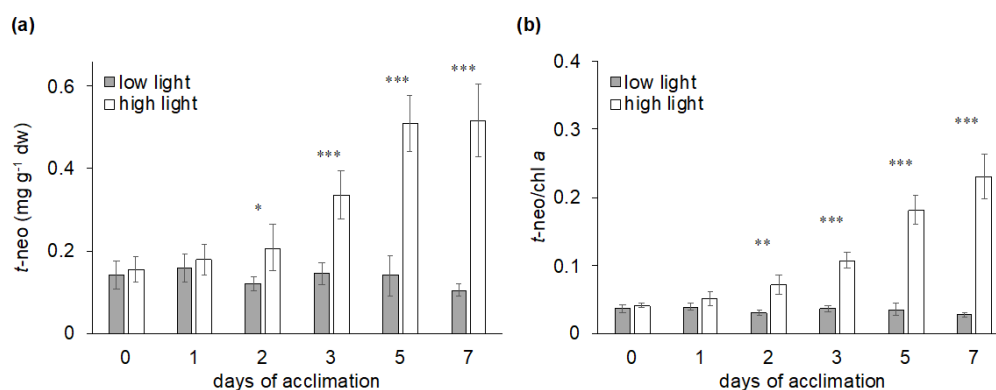 (a)
0.6
0.4
0.2
0
t-neo (mg g⁻¹ dw)
low light
high light
*
***
***
***
0 1 2 3 5 7
days of acclimation
(b)
0.4
0.3
0.2
0.1
0
t-neo/chl a
low light
high light
**
***
***
***
0 1 2 3 5 7
days of acclimation